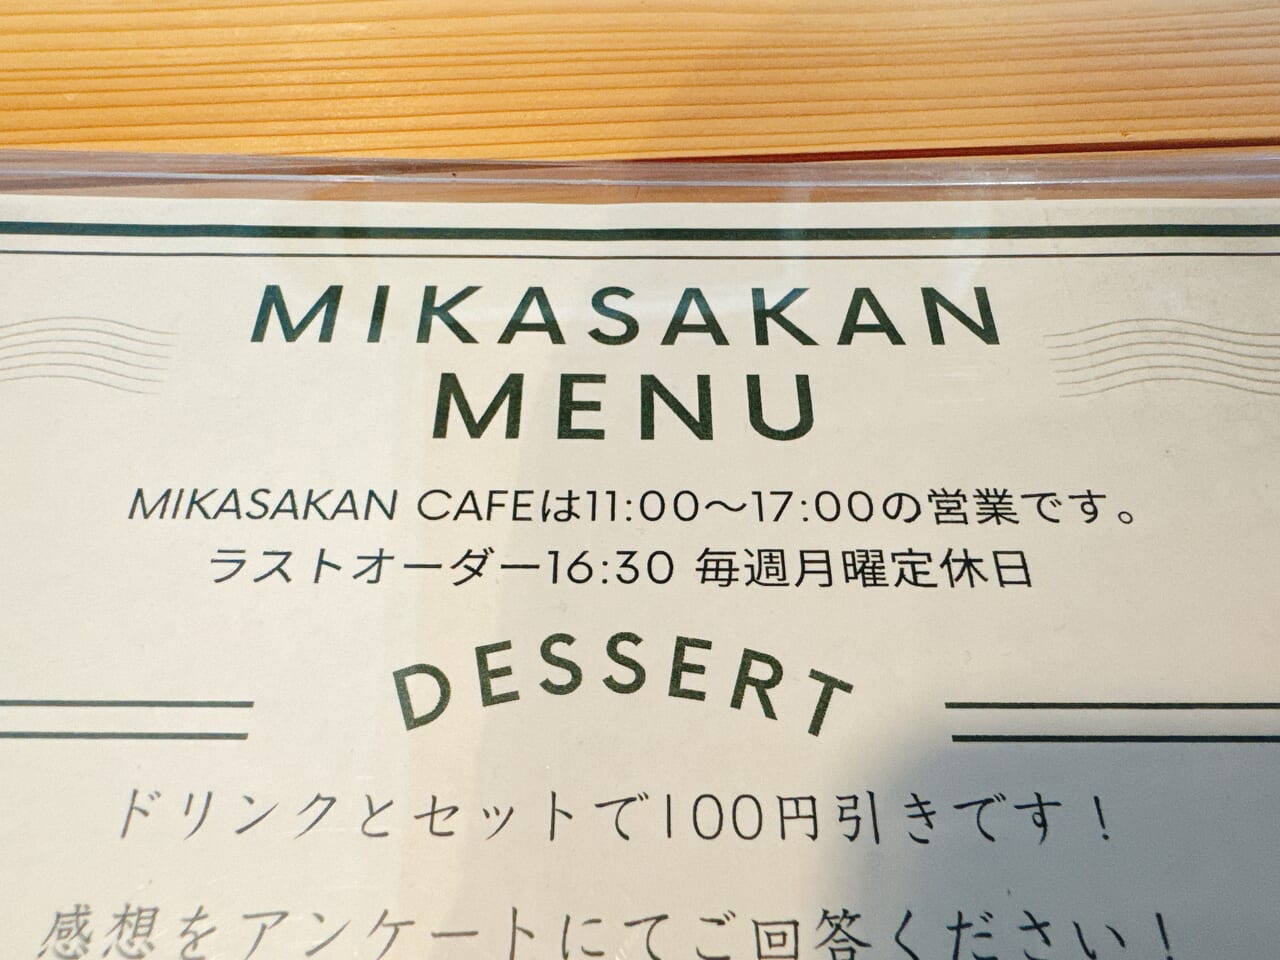 MIKASAKAN
MENU
MIKASAKAN CAFEは11:00〜17:00の営業です。
ラストオーダー16:30 毎週月曜定休日
DESSERT
ドリンクとセットで100円引きです！
感想をアンケートにてご回答ください！